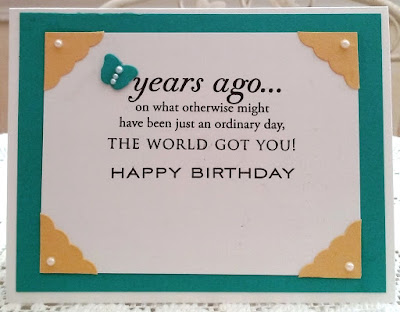 years ago...
on what otherwise might
have been just an ordinary day,
THE WORLD GOT YOU!
HAPPY BIRTHDAY